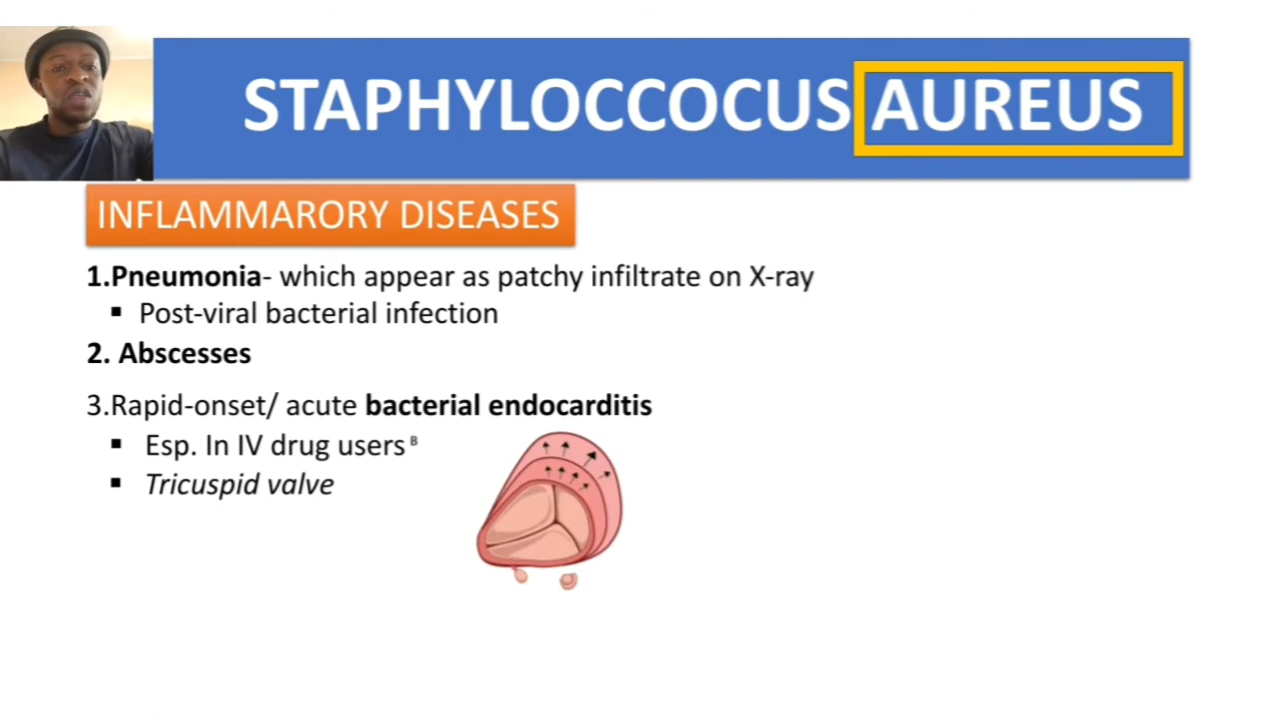 STAPHYLOCCOCUS AUREUS
INFLAMMARORY DISEASES
1.Pneumonia- which appear as patchy infiltrate on X-ray
▪ Post-viral bacterial infection
2. Abscesses
3.Rapid-onset/ acute bacterial endocarditis
▪ Esp. In IV drug users B
▪ Tricuspid valve